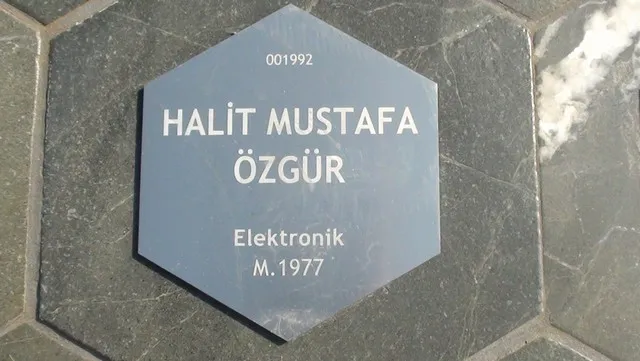 001992
HALİT MUSTAFA
ÖZGÜR
Elektronik
M.1977